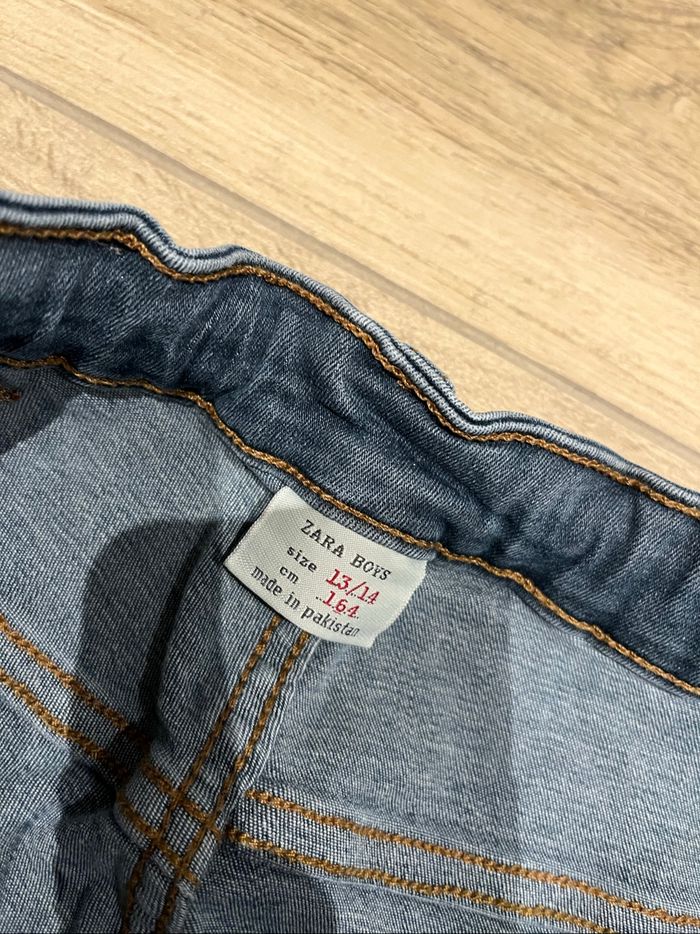 ZARA BOYS
size 13/14
cm 164
made in pakistan